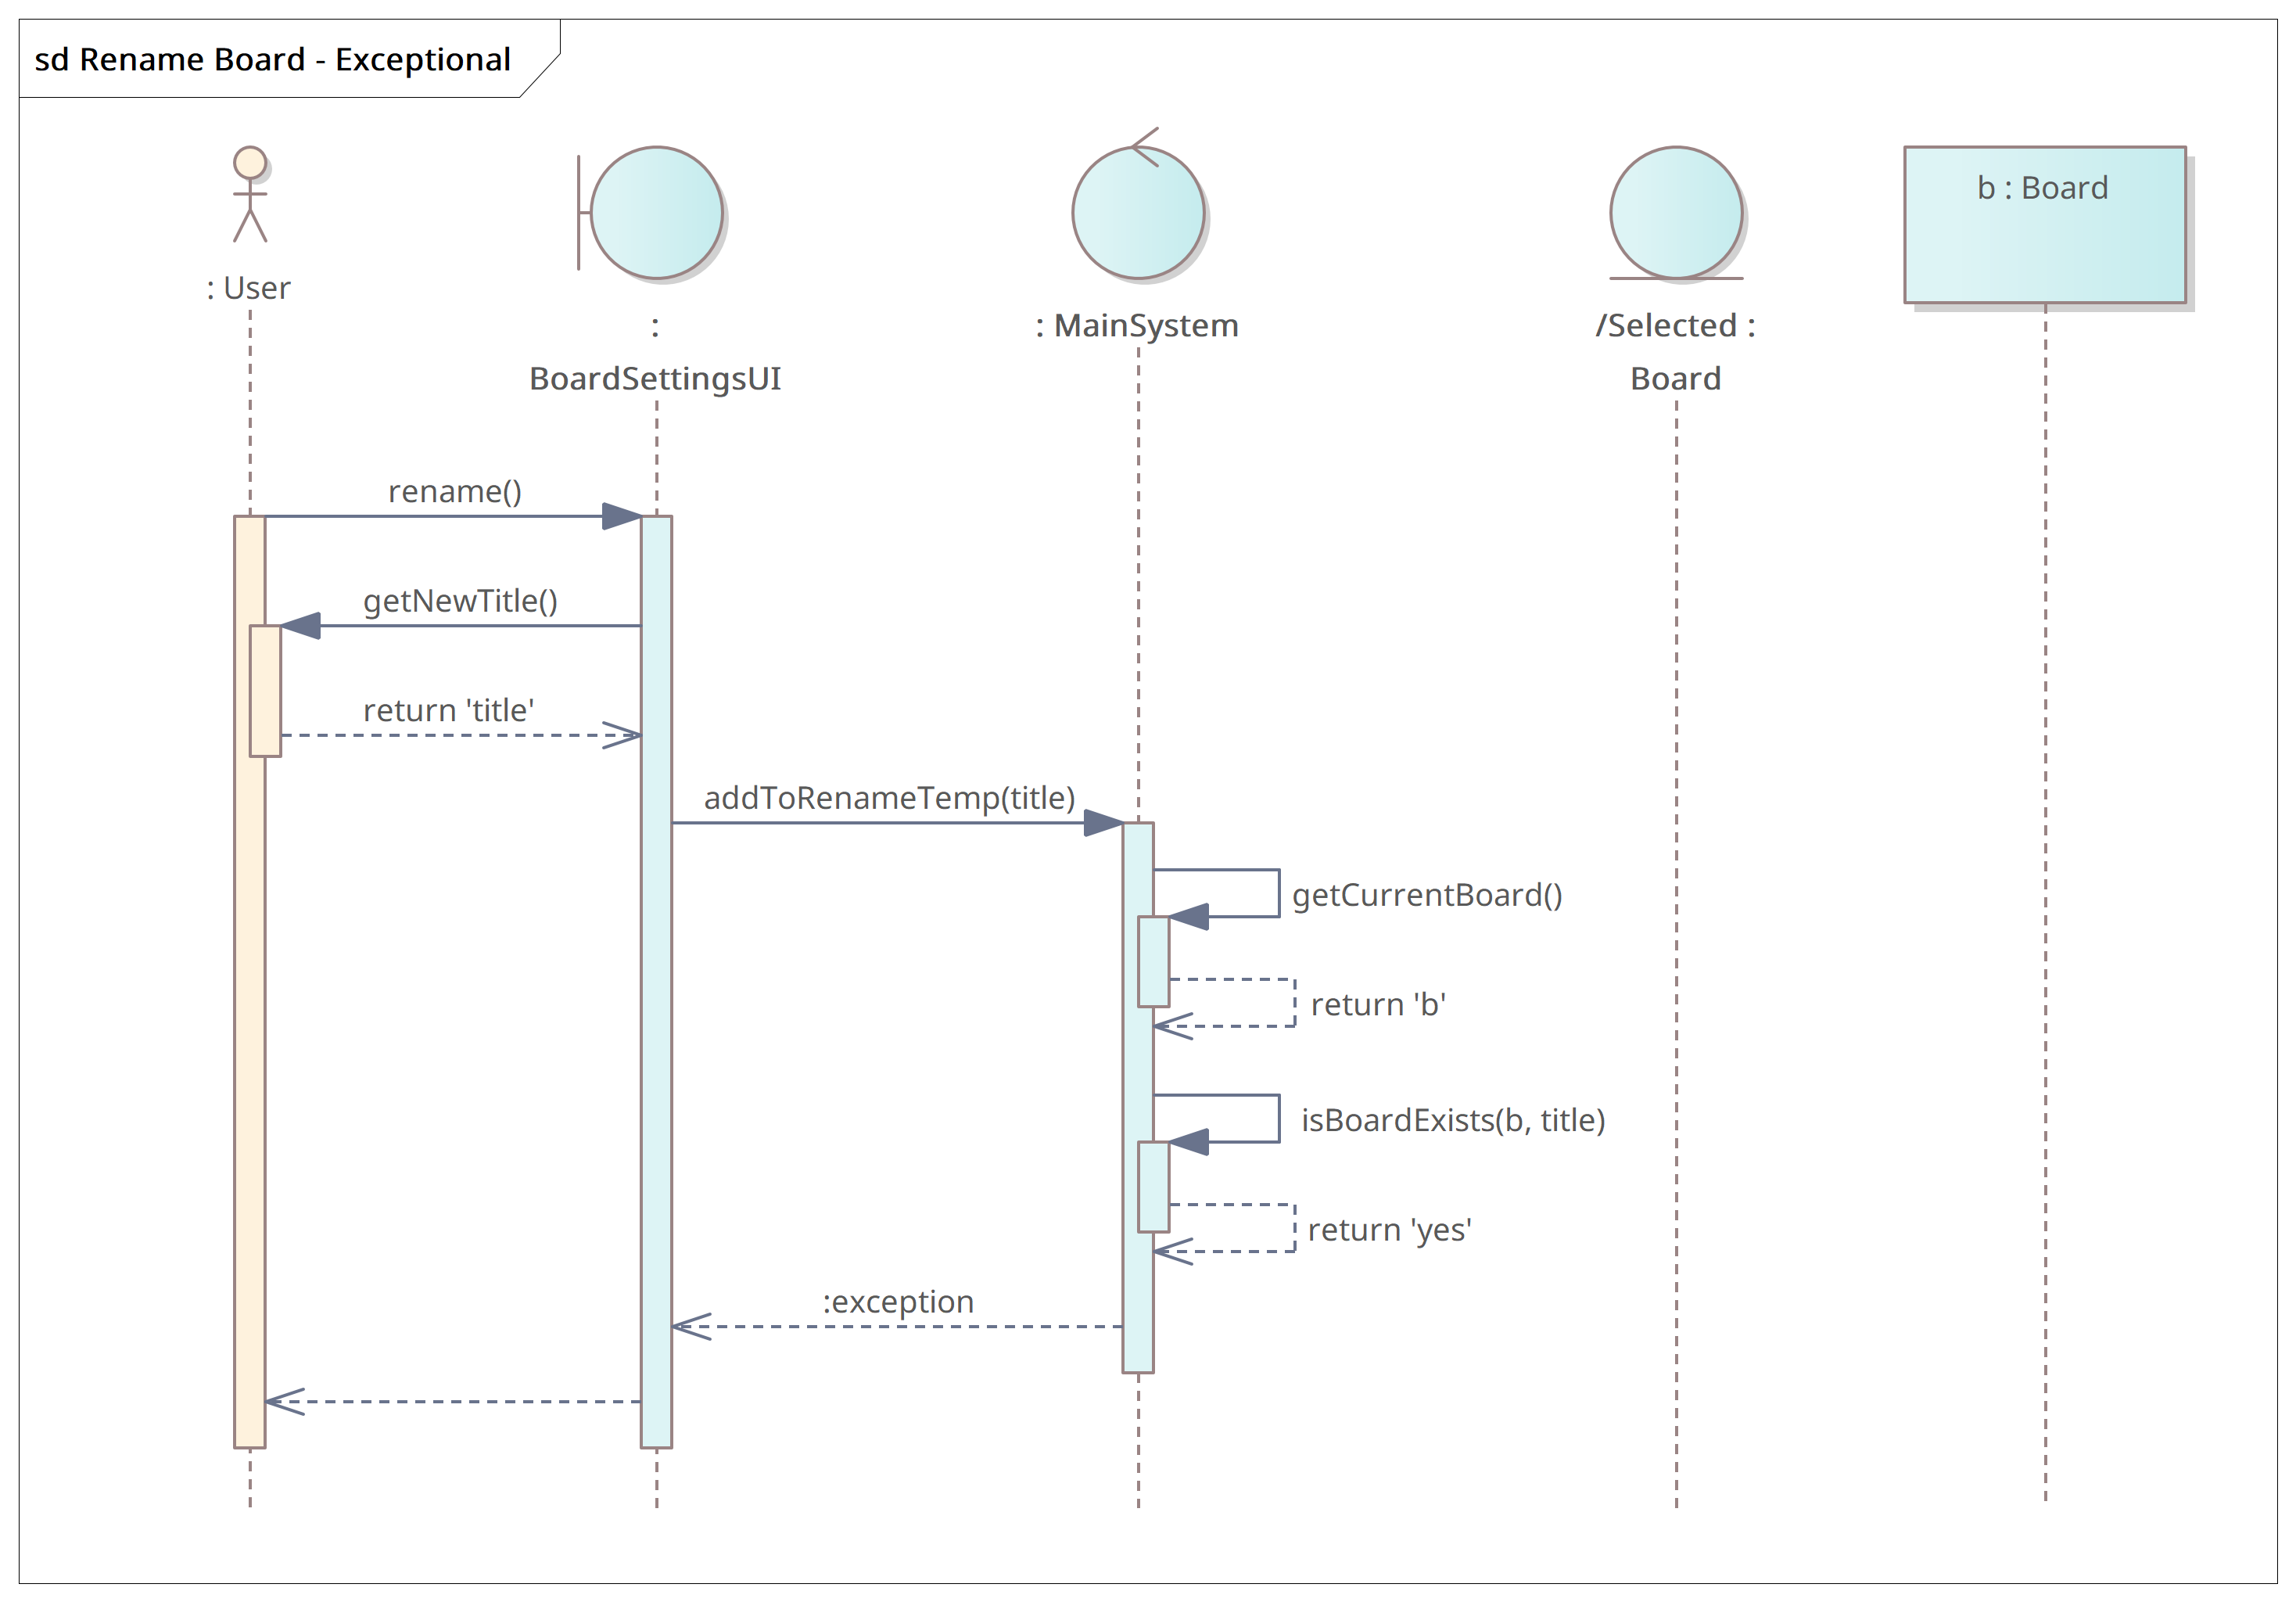 sd Rename Board - Exceptional
: User
:
BoardSettingsUI
: MainSystem
/Selected :
Board
b : Board
rename()
getNewTitle()
return 'title'
addToRenameTemp(title)
getCurrentBoard()
return 'b'
isBoardExists(b, title)
return 'yes'
:exception